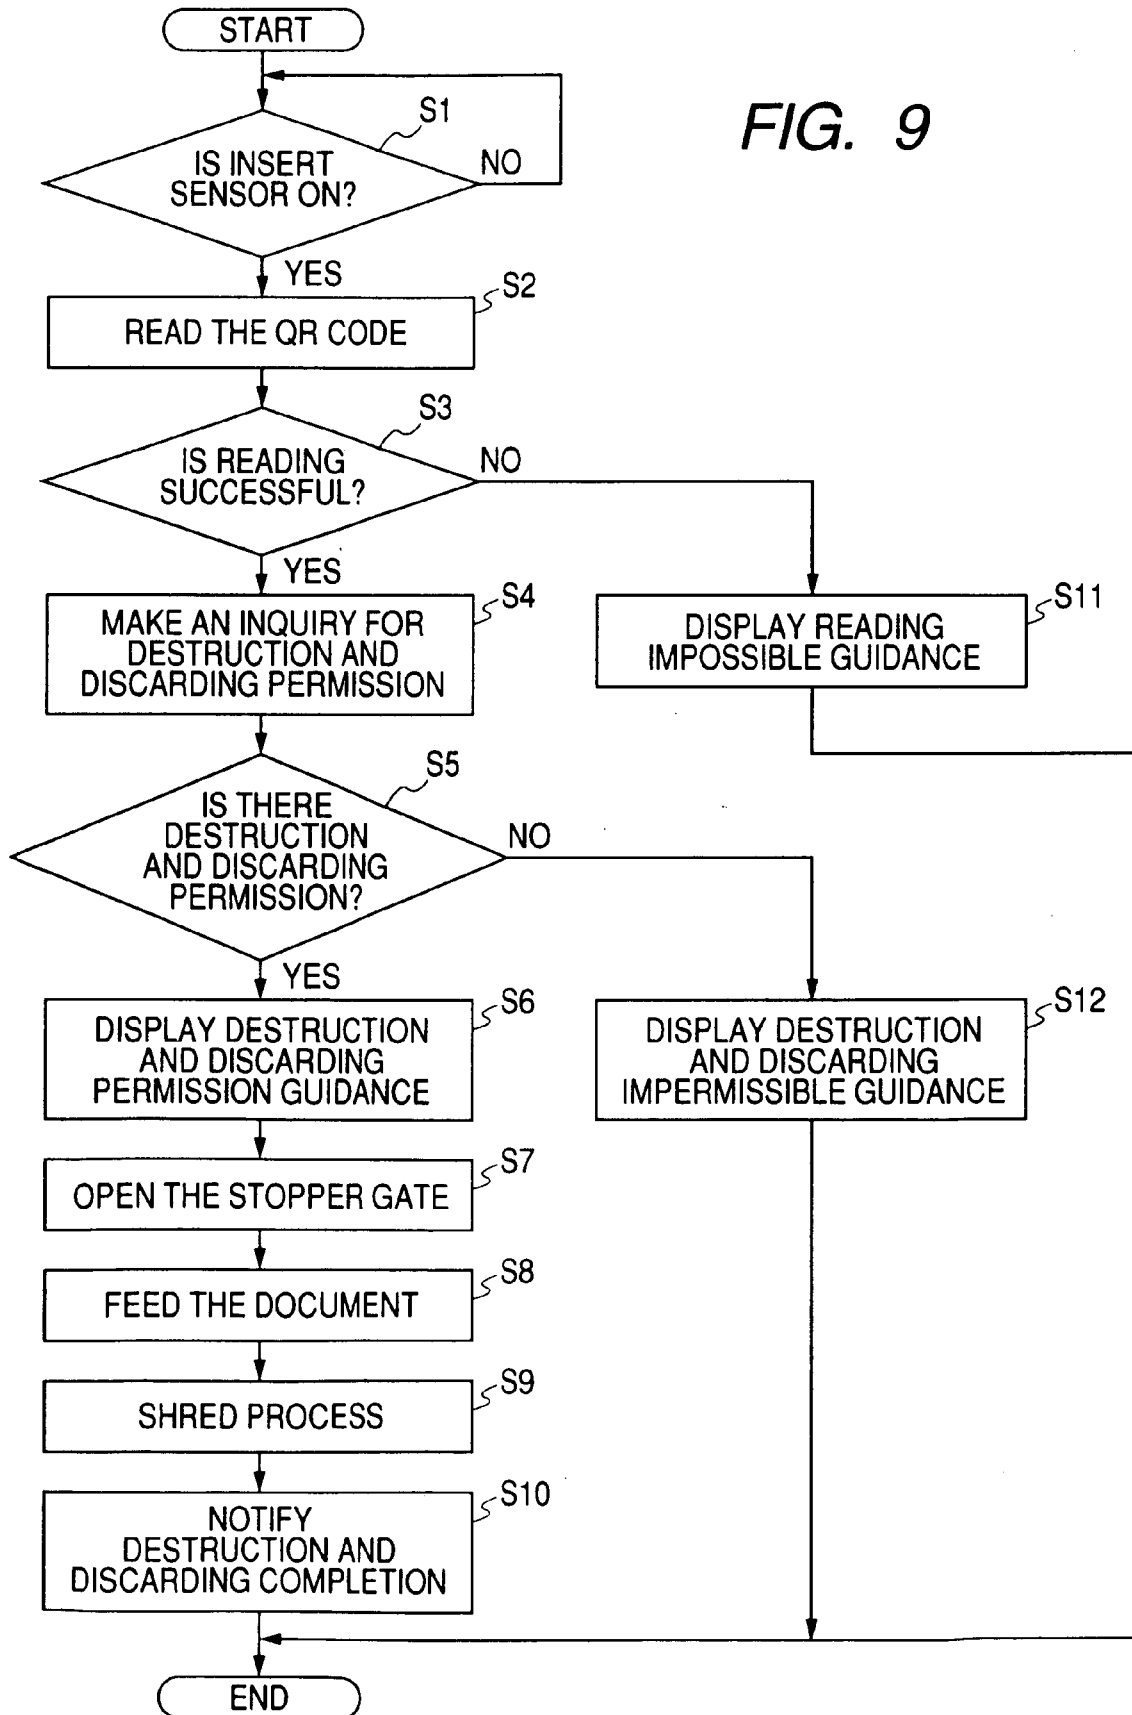 START
FIG. 9
S1
IS INSERT
SENSOR ON?
NO
YES
S2
READ THE QR CODE
S3
IS READING
SUCCESSFUL?
NO
YES
S4
MAKE AN INQUIRY FOR
DESTRUCTION AND
DISCARDING PERMISSION
S11
DISPLAY READING
IMPOSSIBLE GUIDANCE
S5
IS THERE
DESTRUCTION
AND DISCARDING
PERMISSION?
NO
YES
S6
DISPLAY DESTRUCTION
AND DISCARDING
PERMISSION GUIDANCE
S12
DISPLAY DESTRUCTION
AND DISCARDING
IMPERMISSIBLE GUIDANCE
S7
OPEN THE STOPPER GATE
S8
FEED THE DOCUMENT
S9
SHRED PROCESS
S10
NOTIFY
DESTRUCTION AND
DISCARDING COMPLETION
END